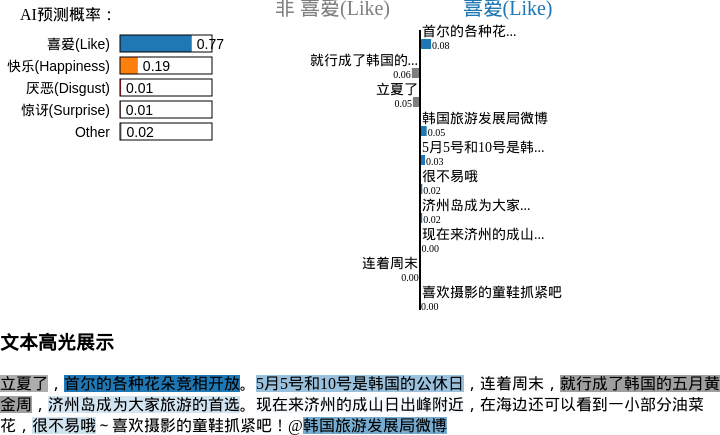 AI预测概率：
喜爱(Like) 0.77
快乐(Happiness) 0.19
厌恶(Disgust) 0.01
惊讶(Surprise) 0.01
Other 0.02
非 喜爱(Like) 喜爱(Like)
首尔的各种花...
0.08
就行成了韩国的...
0.06
立夏了
0.05
韩国旅游发展局微博
0.05
5月5号和10号是韩...
0.03
很不易哦
0.02
济州岛成为大家...
0.02
现在来济州的成山...
0.00
连着周末
0.00
喜欢摄影的童鞋抓紧吧
0.00
文本高光展示
立夏了，首尔的各种花朵竞相开放。5月5号和10号是韩国的公休日，连着周末，就行成了韩国的五月黄
金周，济州岛成为大家旅游的首选。现在来济州的成山日出峰附近，在海边还可以看到一小部分油菜
花，很不易哦～喜欢摄影的童鞋抓紧吧！@韩国旅游发展局微博